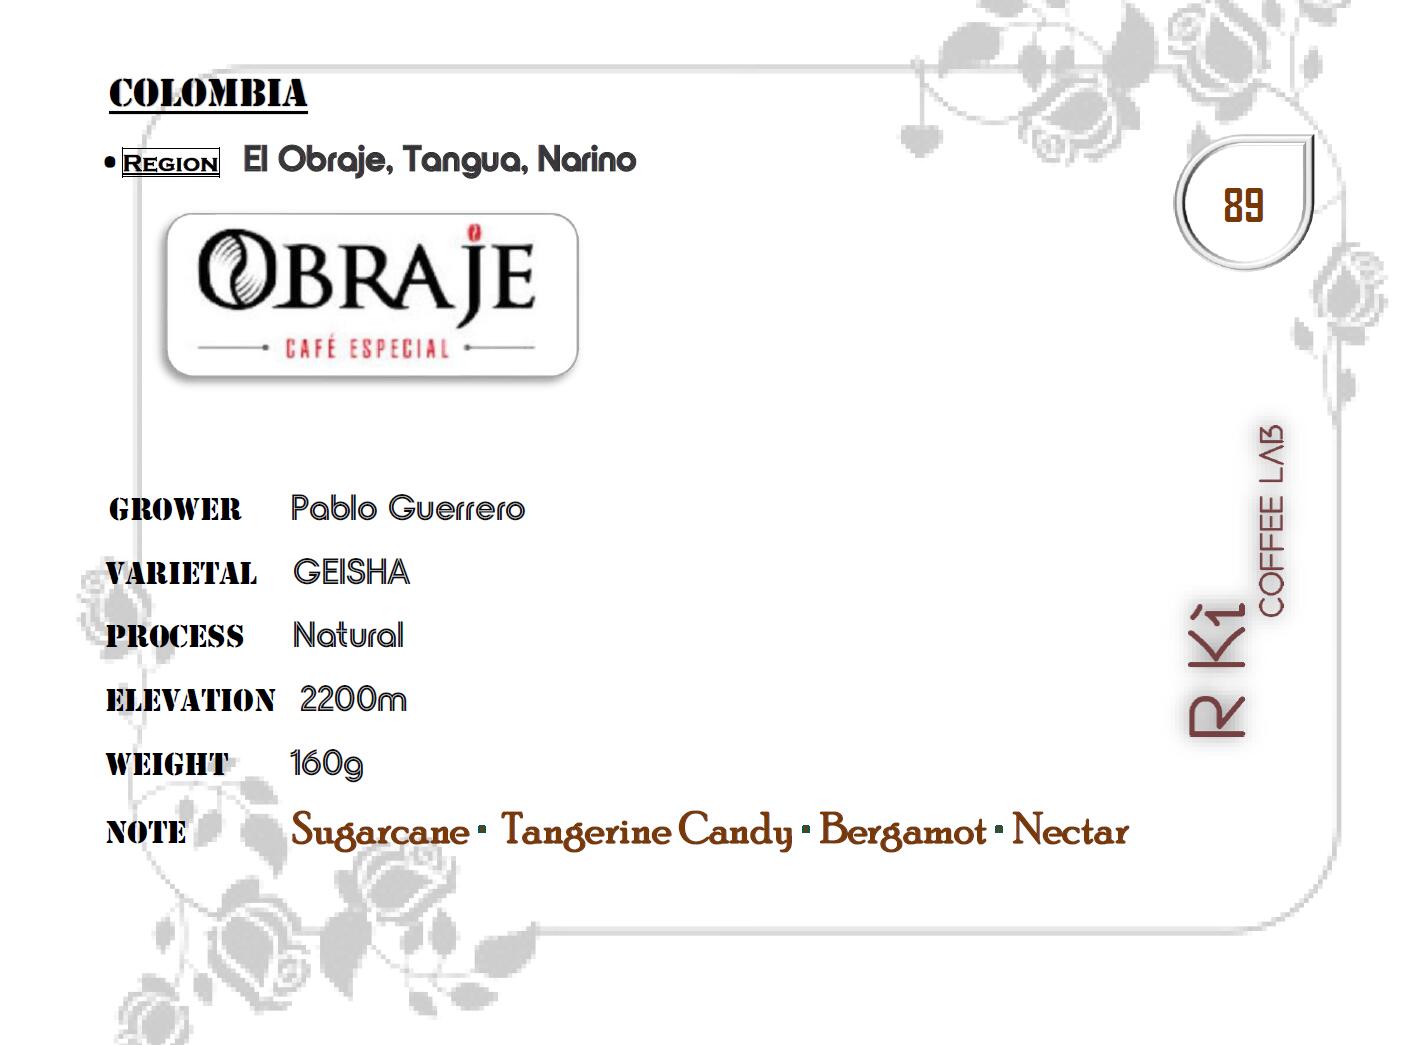 COLOMBIA
• REGION El Obraje, Tangua, Narino
89
OBRAJE
CAFÉ ESPECIAL
GROWER Pablo Guerrero
VARIETAL GEISHA
PROCESS Natural
ELEVATION 2200m
WEIGHT 160g
NOTE Sugarcane · Tangerine Candy · Bergamot · Nectar
R Ki
COFFEE LAB